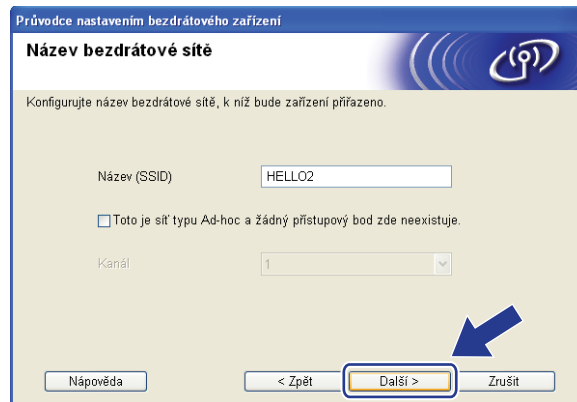 Průvodce nastavením bezdrátového zařízení
Název bezdrátové sítě
Konfigurujte název bezdrátové sítě, k níž bude zařízení přiřazeno.
Název (SSID) HELLO2
Toto je síť typu Ad-hoc a žádný přístupový bod zde neexistuje.
Kanál 1
Nápověda < Zpět Další > Zrušit